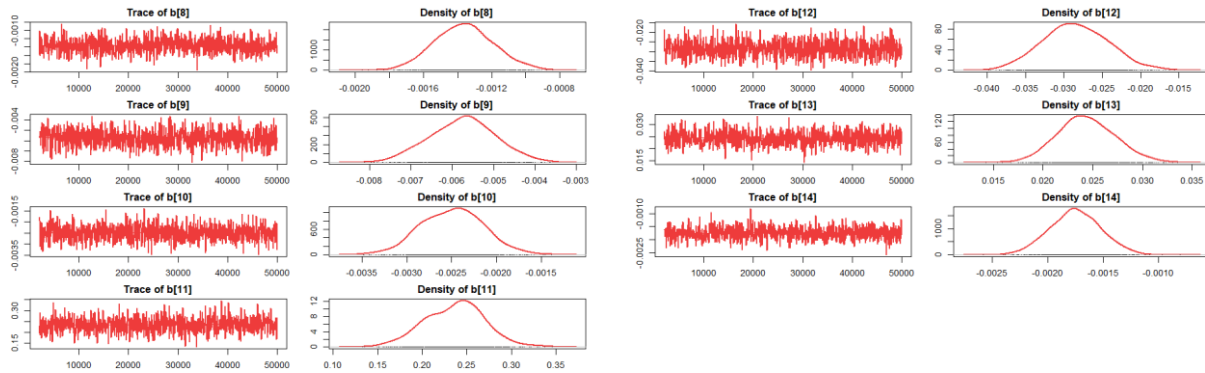 Trace of b[8]
-0.0020 -0.0010
10000 20000 30000 40000 50000
Density of b[8]
0 1000
-0.0020 -0.0016 -0.0012 -0.0008
Trace of b[12]
-0.040 -0.020
10000 20000 30000 40000 50000
Density of b[12]
0 40 80
-0.040 -0.035 -0.030 -0.025 -0.020 -0.015
Trace of b[9]
-0.008 -0.004
10000 20000 30000 40000 50000
Density of b[9]
0 200 500
-0.008 -0.007 -0.006 -0.005 -0.004 -0.003
Trace of b[13]
0.015 0.030
10000 20000 30000 40000 50000
Density of b[13]
0 60 120
0.015 0.020 0.025 0.030 0.035
Trace of b[10]
-0.0035 -0.0015
10000 20000 30000 40000 50000
Density of b[10]
0 600
-0.0035 -0.0030 -0.0025 -0.0020 -0.0015
Trace of b[14]
-0.0025 -0.0010
10000 20000 30000 40000 50000
Density of b[14]
0 1000
-0.0025 -0.0020 -0.0015 -0.0010
Trace of b[11]
0.15 0.30
10000 20000 30000 40000 50000
Density of b[11]
0 4 8 12
0.10 0.15 0.20 0.25 0.30 0.35